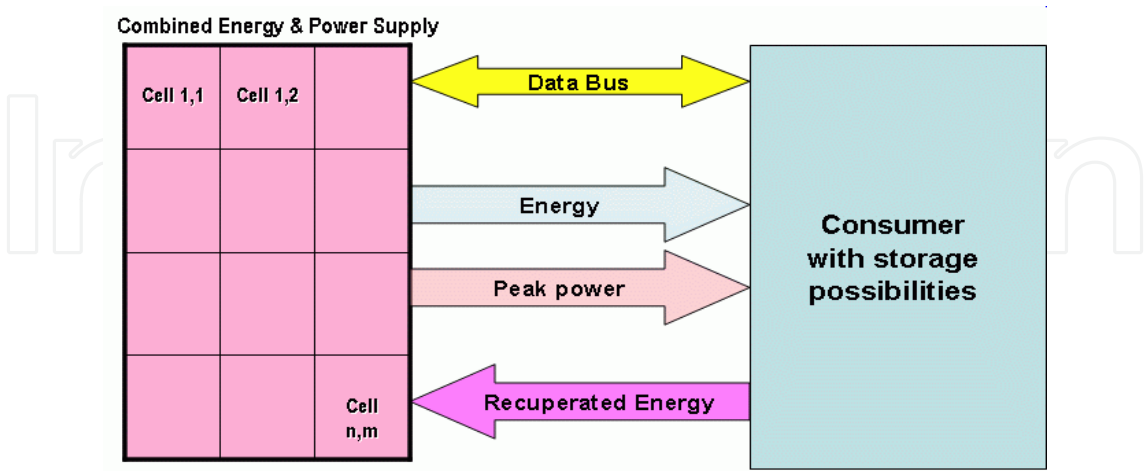 Combined Energy & Power Supply
Cell 1,1
Cell 1,2
Data Bus
Energy
Peak power
Recuperated Energy
Cell
n,m
Consumer
with storage
possibilities